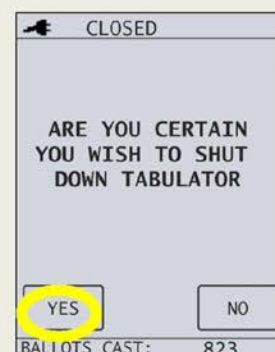 CLOSED
ARE YOU CERTAIN
YOU WISH TO SHUT
DOWN TABULATOR
YES NO
BALLOTS CAST: 823